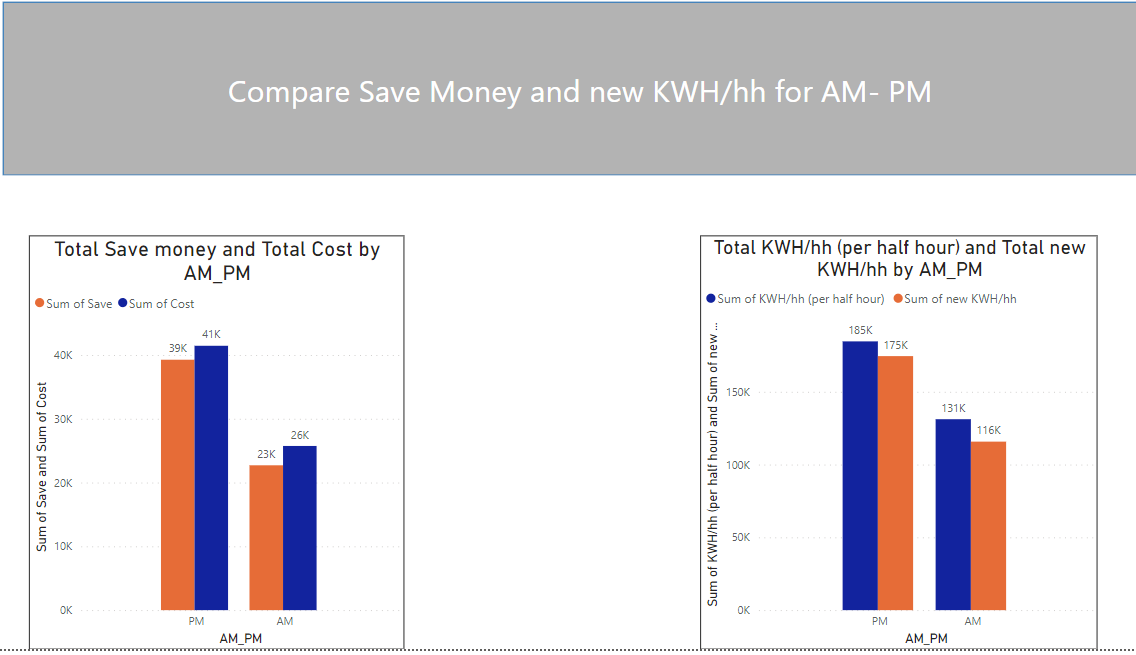 Compare Save Money and new KWH/hh for AM- PM
Total Save money and Total Cost by
AM_PM
Sum of Save Sum of Cost
Sum of Save and Sum of Cost
40K
30K
20K
10K
0K
39K
41K
23K
26K
PM
AM
AM_PM
Total KWH/hh (per half hour) and Total new
KWH/hh by AM_PM
Sum of KWH/hh (per half hour) Sum of new KWH/hh
Sum of KWH/hh (per half hour) and Sum of new ...
150K
100K
50K
0K
185K
175K
131K
116K
PM
AM
AM_PM